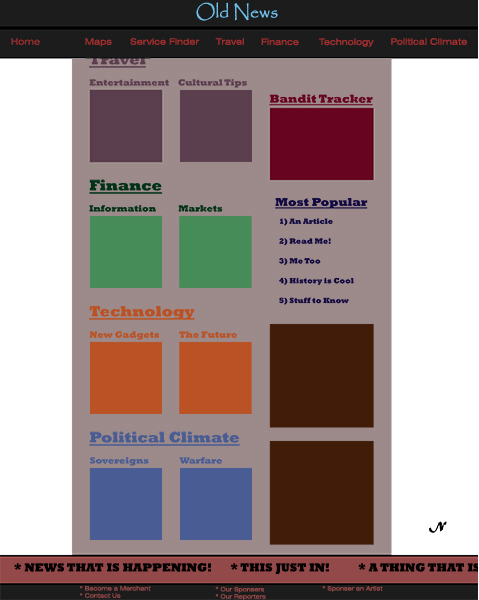 Old News
Home Maps Service Finder Travel Finance Technology Political Climate
Travel
Entertainment Cultural Tips
Bandit Tracker
Finance
Information Markets
Most Popular
1) An Article
2) Read Me!
3) Me Too
4) History is Cool
5) Stuff to Know
Technology
New Gadgets The Future
Political Climate
Sovereigns Warfare
N
* NEWS THAT IS HAPPENING! * THIS JUST IN! * A THING THAT IS
* Become a Merchant * Our Sponsers * Sponser an Artist
* Contact Us * Our Reporters